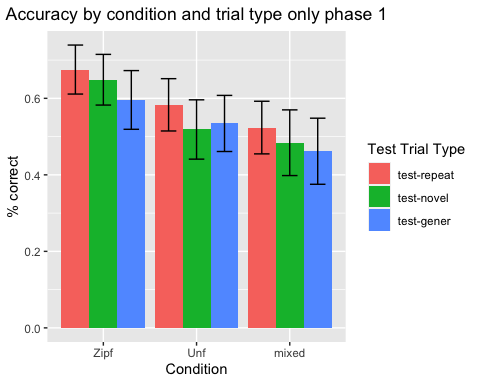 Accuracy by condition and trial type only phase 1
% correct
0.6
0.4
0.2
0.0
Zipf
Unf
mixed
Condition
Test Trial Type
test-repeat
test-novel
test-gener